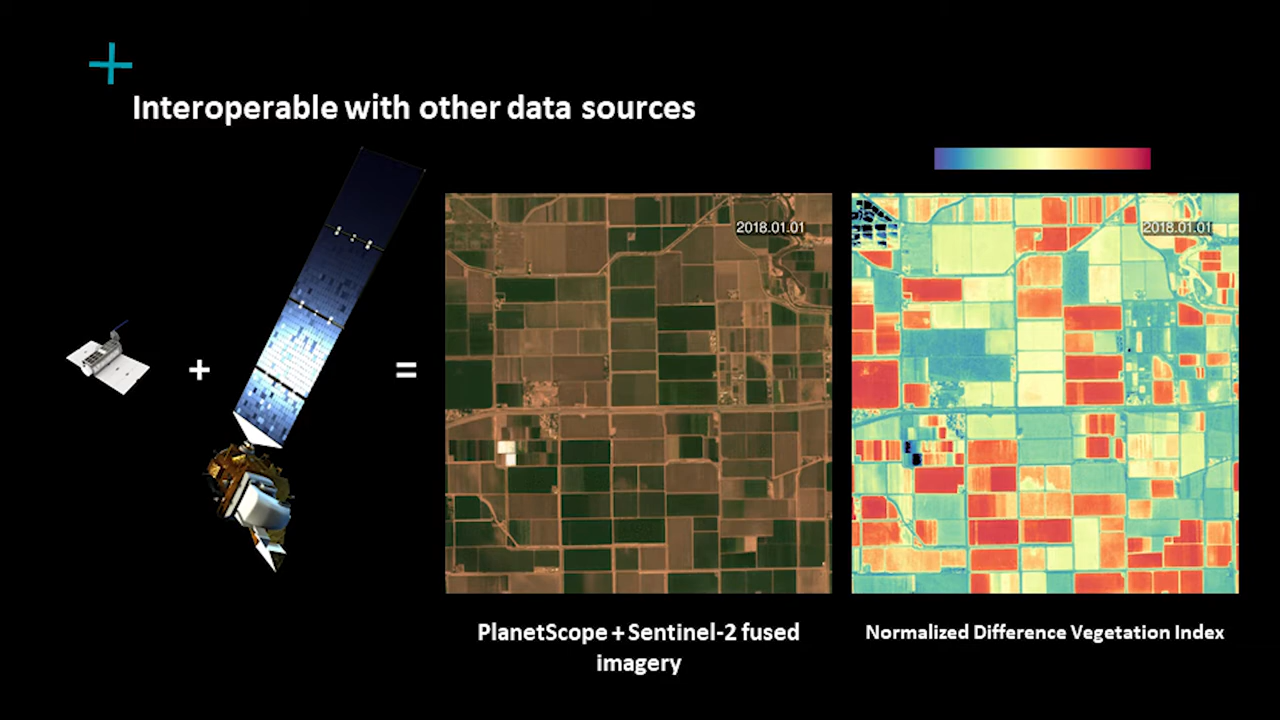 Interoperable with other data sources
+
=
2018.01.01
2018.01.01
PlanetScope + Sentinel-2 fused
imagery
Normalized Difference Vegetation Index